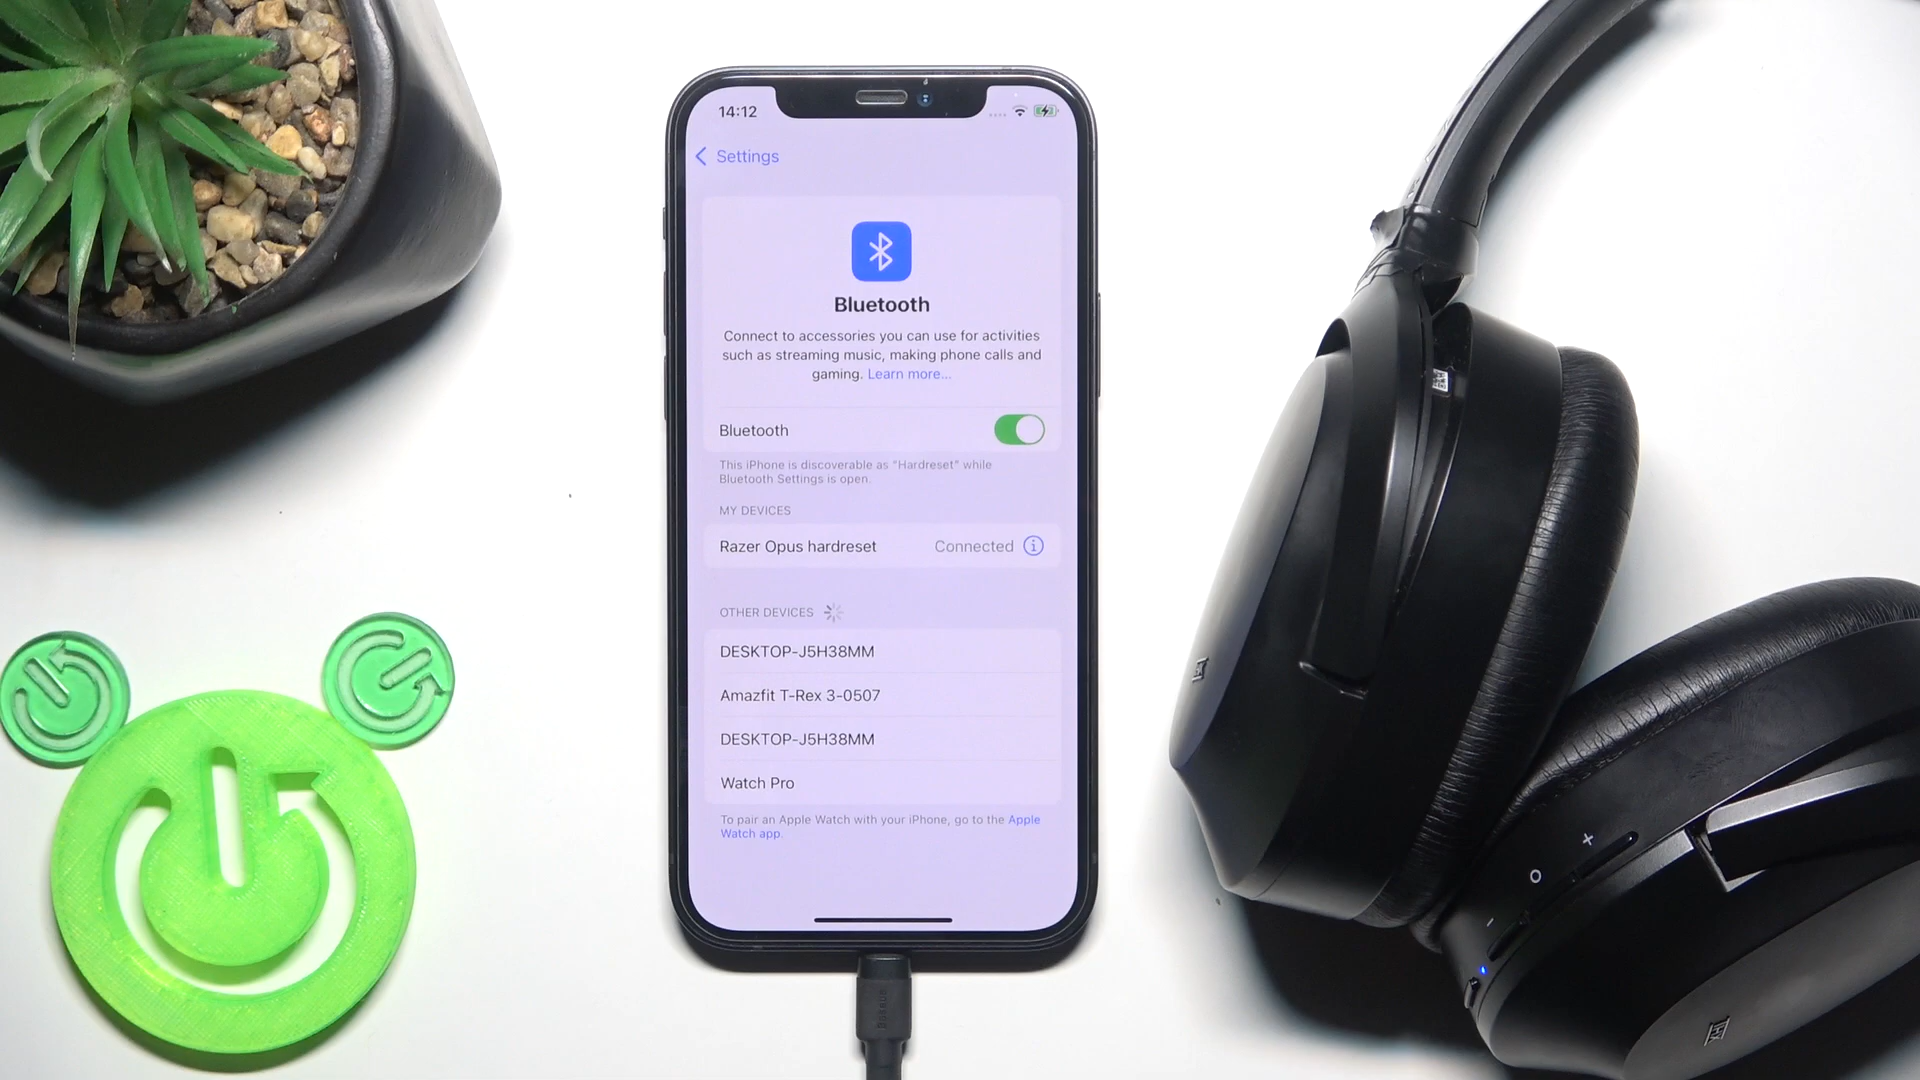 14:12
Settings
Bluetooth
Connect to accessories you can use for activities
such as streaming music, making phone calls and
gaming. Learn more...
Bluetooth
This iPhone is discoverable as "Hardreset" while
Bluetooth Settings is open.
MY DEVICES
Razer Opus hardreset Connected
OTHER DEVICES
DESKTOP-J5H38MM
Amazfit T-Rex 3-0507
DESKTOP-J5H38MM
Watch Pro
To pair an Apple Watch with your iPhone, go to the Apple
Watch app.
THX
THX